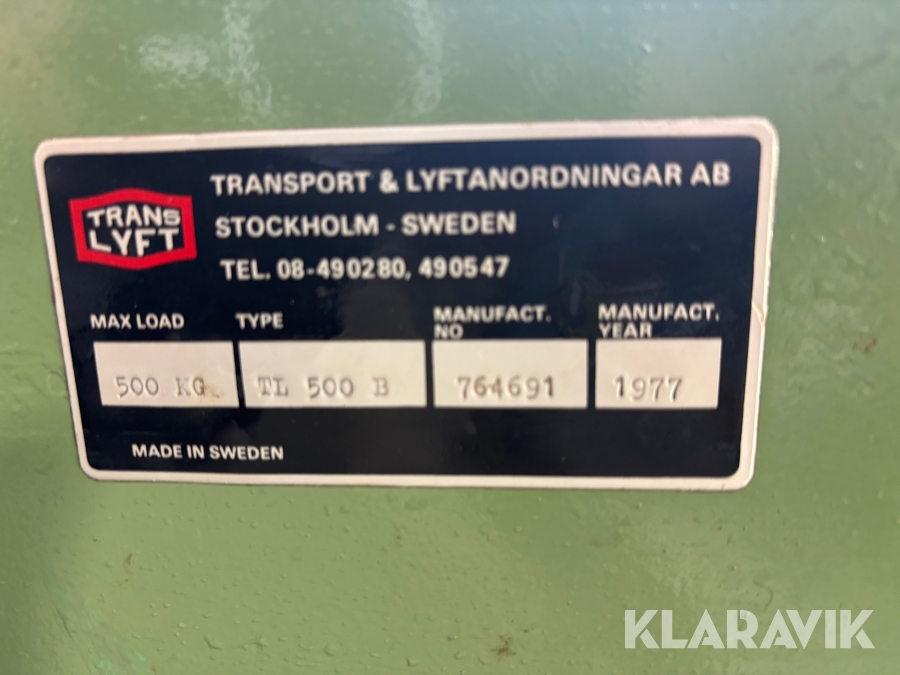 TRANS
LYFT
TRANSPORT & LYFTANORDNINGAR AB
STOCKHOLM - SWEDEN
TEL. 08-490280, 490547
MAX LOAD
500 KG
TYPE
TL 500 B
MANUFACT.
NO
764691
MANUFACT.
YEAR
1977
MADE IN SWEDEN
KLARAVIK